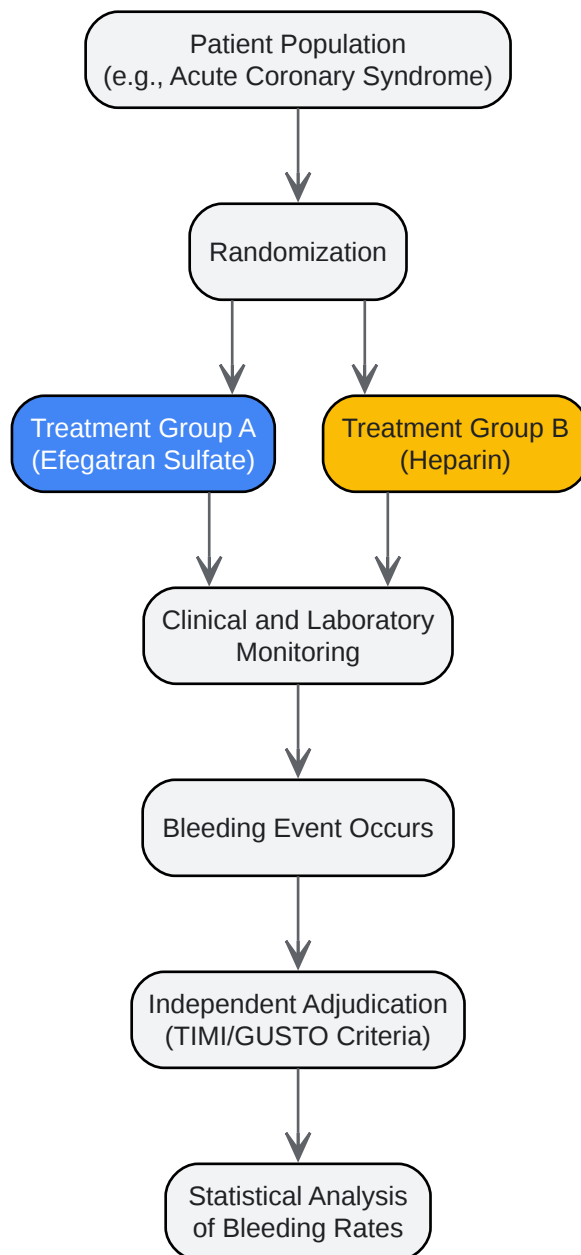 Patient Population
(e.g., Acute Coronary Syndrome)
Randomization
Treatment Group A
(Efegatran Sulfate)
Treatment Group B
(Heparin)
Clinical and Laboratory
Monitoring
Bleeding Event Occurs
Independent Adjudication
(TIMI/GUSTO Criteria)
Statistical Analysis
of Bleeding Rates